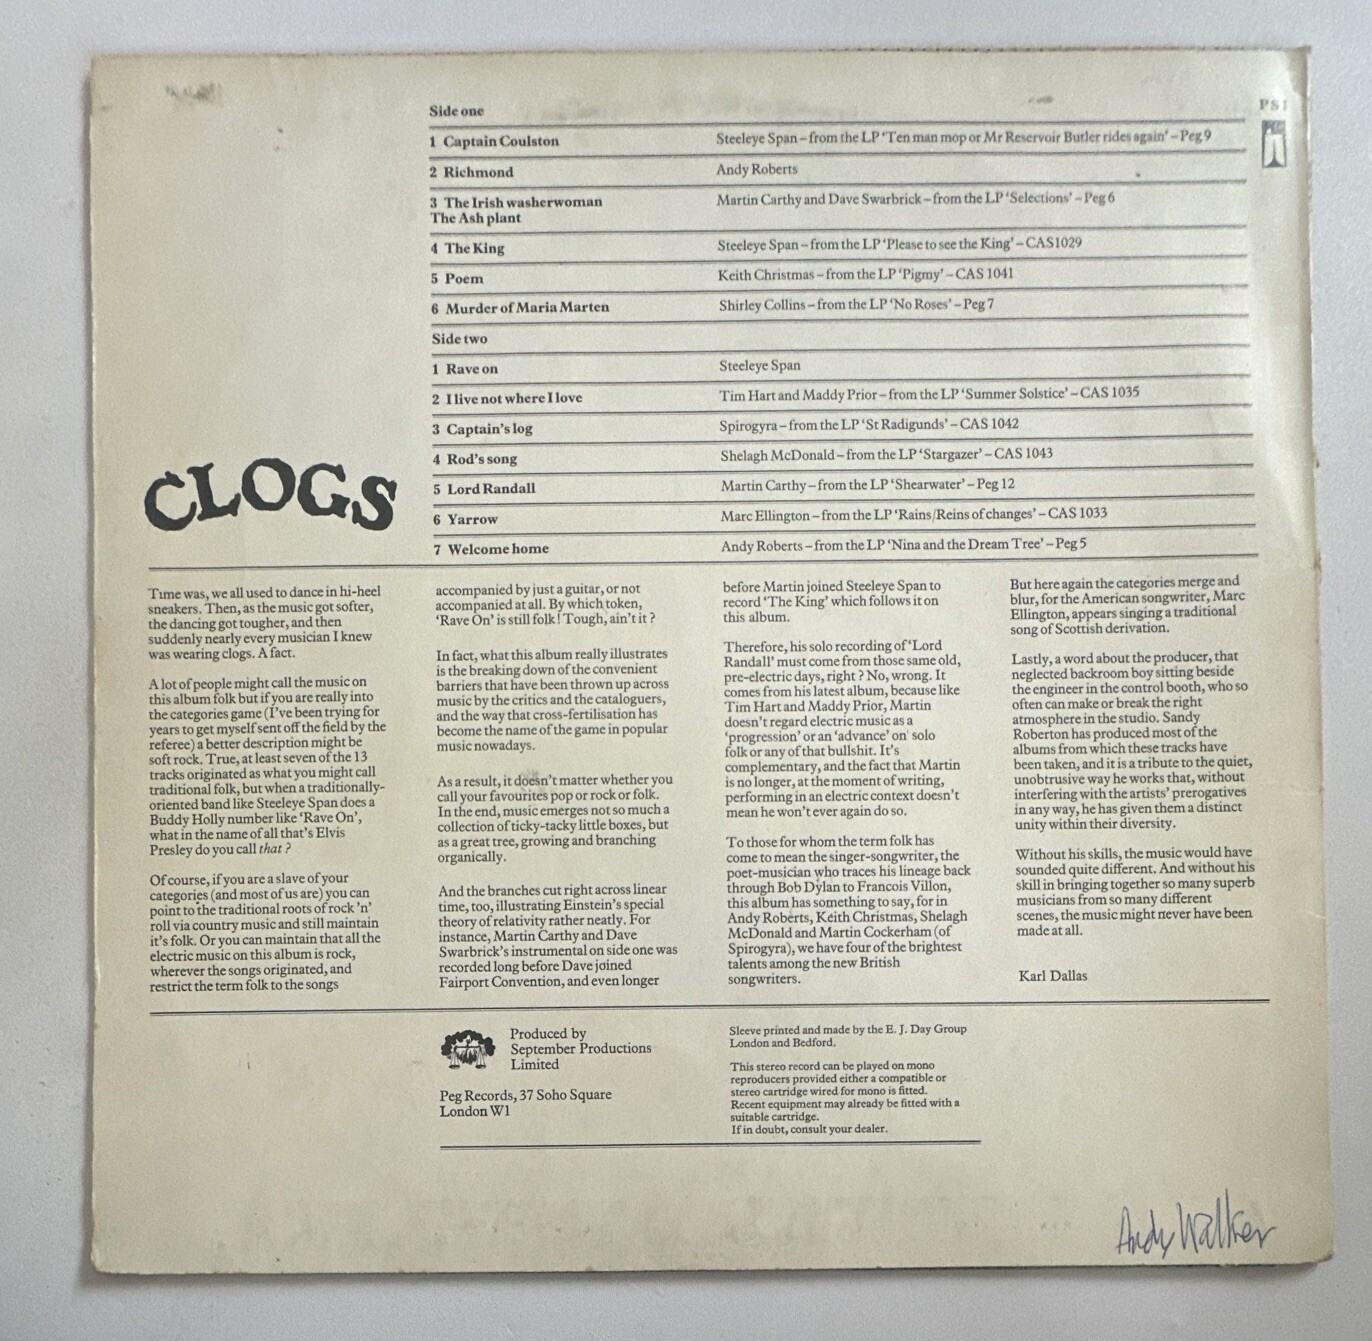 PS1
Side one
1 Captain Coulston Steeleye Span – from the LP ‘Ten man mop or Mr Reservoir Butler rides again’ – Peg 9
2 Richmond Andy Roberts
3 The Irish washerwoman Martin Carthy and Dave Swarbrick – from the LP ‘Selections’ – Peg 6
The Ash plant
4 The King Steeleye Span – from the LP ‘Please to see the King’ – CAS1029
5 Poem Keith Christmas – from the LP ‘Pigmy’ – CAS 1041
6 Murder of Maria Marten Shirley Collins – from the LP ‘No Roses’ – Peg 7
Side two
1 Rave on Steeleye Span
2 I live not where I love Tim Hart and Maddy Prior – from the LP ‘Summer Solstice’ – CAS 1035
3 Captain’s log Spirogyra – from the LP ‘St Radigunds’ – CAS 1042
4 Rod’s song Shelagh McDonald – from the LP ‘Stargazer’ – CAS 1043
5 Lord Randall Martin Carthy – from the LP ‘Shearwater’ – Peg 12
6 Yarrow Marc Ellington – from the LP ‘Rains/Reins of changes’ – CAS 1033
7 Welcome home Andy Roberts – from the LP ‘Nina and the Dream Tree’ – Peg 5
CLOGS
Time was, we all used to dance in hi-heel
sneakers. Then, as the music got softer,
the dancing got tougher, and then
suddenly nearly every musician I knew
was wearing clogs. A fact.
A lot of people might call the music on
this album folk but if you are really into
the categories game (I’ve been trying for
years to get myself sent off the field by the
referee) a better description might be
soft rock. True, at least seven of the 13
tracks originated as what you might call
traditional folk, but when a traditionally-
oriented band like Steeleye Span does a
Buddy Holly number like ‘Rave On’,
what in the name of all that’s Elvis
Presley do you call that ?
Of course, if you are a slave of your
categories (and most of us are) you can
point to the traditional roots of rock ’n’
roll via country music and still maintain
it’s folk. Or you can maintain that all the
electric music on this album is rock,
wherever the songs originated, and
restrict the term folk to the songs
accompanied by just a guitar, or not
accompanied at all. By which token,
‘Rave On’ is still folk! Tough, ain’t it ?
In fact, what this album really illustrates
is the breaking down of the convenient
barriers that have been thrown up across
music by the critics and the cataloguers,
and the way that cross-fertilisation has
become the name of the game in popular
music nowadays.
As a result, it doesn’t matter whether you
call your favourites pop or rock or folk.
In the end, music emerges not so much a
collection of ticky-tacky little boxes, but
as a great tree, growing and branching
organically.
And the branches cut right across linear
time, too, illustrating Einstein’s special
theory of relativity rather neatly. For
instance, Martin Carthy and Dave
Swarbrick’s instrumental on side one was
recorded long before Dave joined
Fairport Convention, and even longer
before Martin joined Steeleye Span to
record ‘The King’ which follows it on
this album.
Therefore, his solo recording of ‘Lord
Randall’ must come from those same old,
pre-electric days, right ? No, wrong. It
comes from his latest album, because like
Tim Hart and Maddy Prior, Martin
doesn’t regard electric music as a
‘progression’ or an ‘advance’ on solo
folk or any of that bullshit. It’s
complementary, and the fact that Martin
is no longer, at the moment of writing,
performing in an electric context doesn’t
mean he won’t ever again do so.
To those for whom the term folk has
come to mean the singer-songwriter, the
poet-musician who traces his lineage back
through Bob Dylan to Francois Villon,
this album has something to say, for in
Andy Roberts, Keith Christmas, Shelagh
McDonald and Martin Cockerham (of
Spirogyra), we have four of the brightest
talents among the new British
songwriters.
But here again the categories merge and
blur, for the American songwriter, Marc
Ellington, appears singing a traditional
song of Scottish derivation.
Lastly, a word about the producer, that
neglected backroom boy sitting beside
the engineer in the control booth, who so
often can make or break the right
atmosphere in the studio. Sandy
Roberton has produced most of the
albums from which these tracks have
been taken, and it is a tribute to the quiet,
unobtrusive way he works that, without
interfering with the artists’ prerogatives
in any way, he has given them a distinct
unity within their diversity.
Without his skills, the music would have
sounded quite different. And without his
skill in bringing together so many superb
musicians from so many different
scenes, the music might never have been
made at all.
Karl Dallas
Produced by
September Productions
Limited
Peg Records, 37 Soho Square
London W1
Sleeve printed and made by the E. J. Day Group
London and Bedford.
This stereo record can be played on mono
reproducers provided either a compatible or
stereo cartridge wired for mono is fitted.
Recent equipment may already be fitted with a
suitable cartridge.
If in doubt, consult your dealer.
Andy Walker